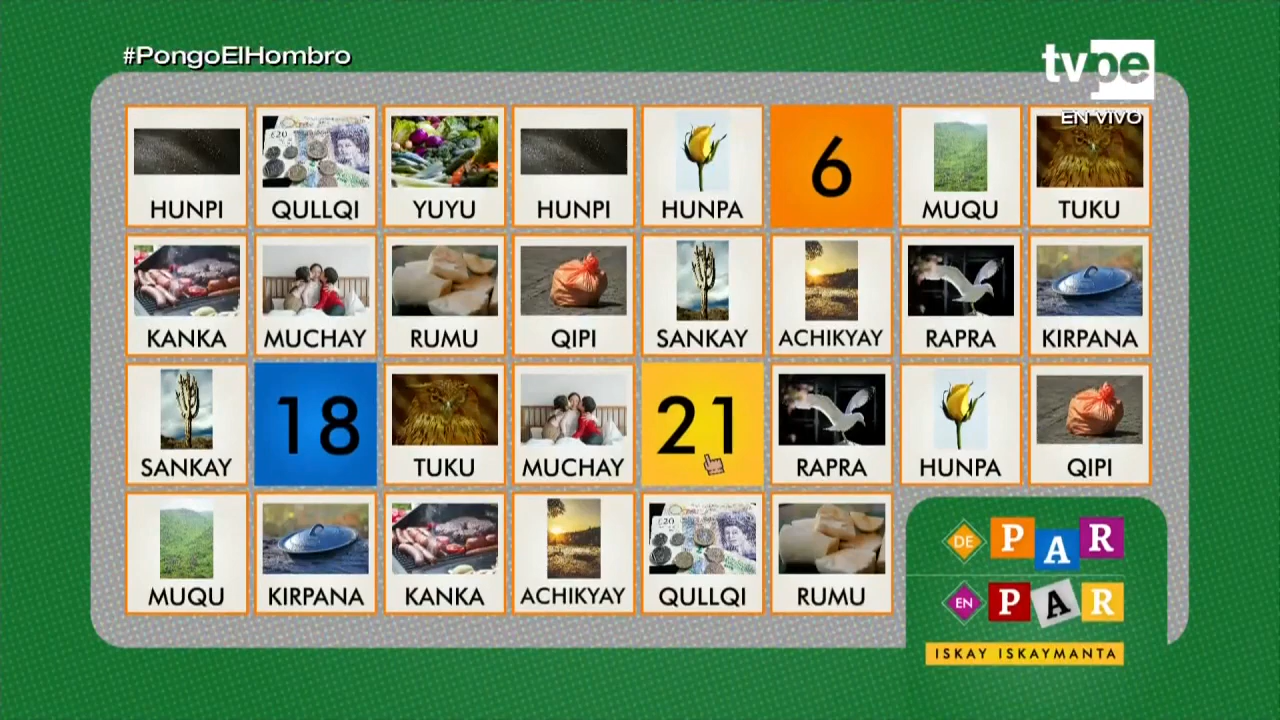 #PongoElHombro
tvpe
EN VIVO
HUNPI QULLQI YUYU HUNPI HUNPA 6 MUQU TUKU
KANKA MUCHAY RUMU QIPI SANKAY ACHIKYAY RAPRA KIRPANA
SANKAY 18 TUKU MUCHAY 21 RAPRA HUNPA QIPI
MUQU KIRPANA KANKA ACHIKYAY QULLQI RUMU
DE PAR
EN PAR
ISKAY ISKAYMANTA